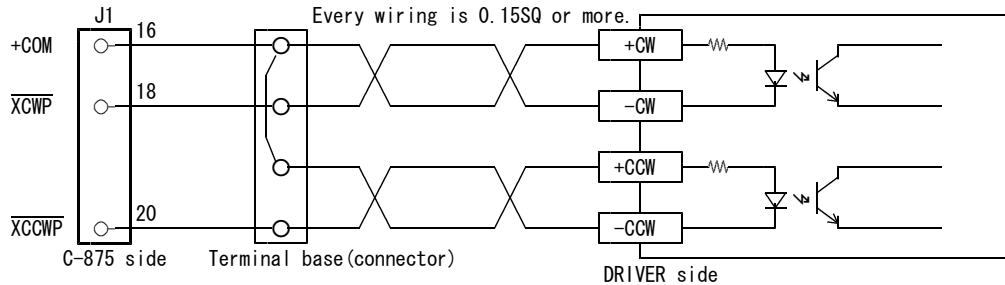 Every wiring is 0.15SQ or more.
J1
+COM
16
+CW
XCWP
18
-CW
+CCW
XCCWP
20
-CCW
C-875 side
Terminal base(connector)
DRIVER side